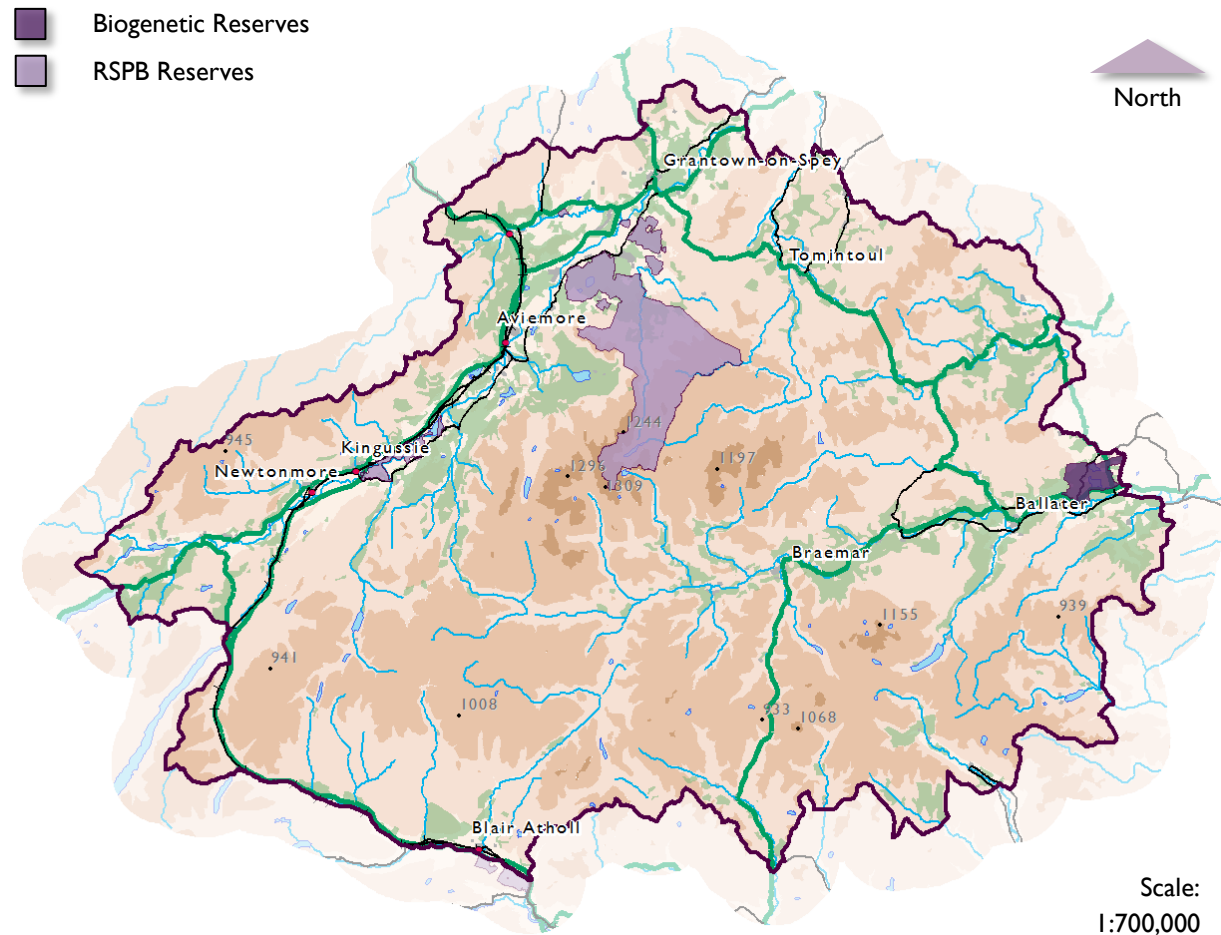 Biogenetic Reserves
RSPB Reserves
North
Grantown-on-Spey
Tomintoul
Aviemore
1244
945
Kingussie
1296
1197
Newtonmore
1309
Ballater
Braemar
939
1155
941
1008
933
1068
Blair Atholl
Scale:
1:700,000